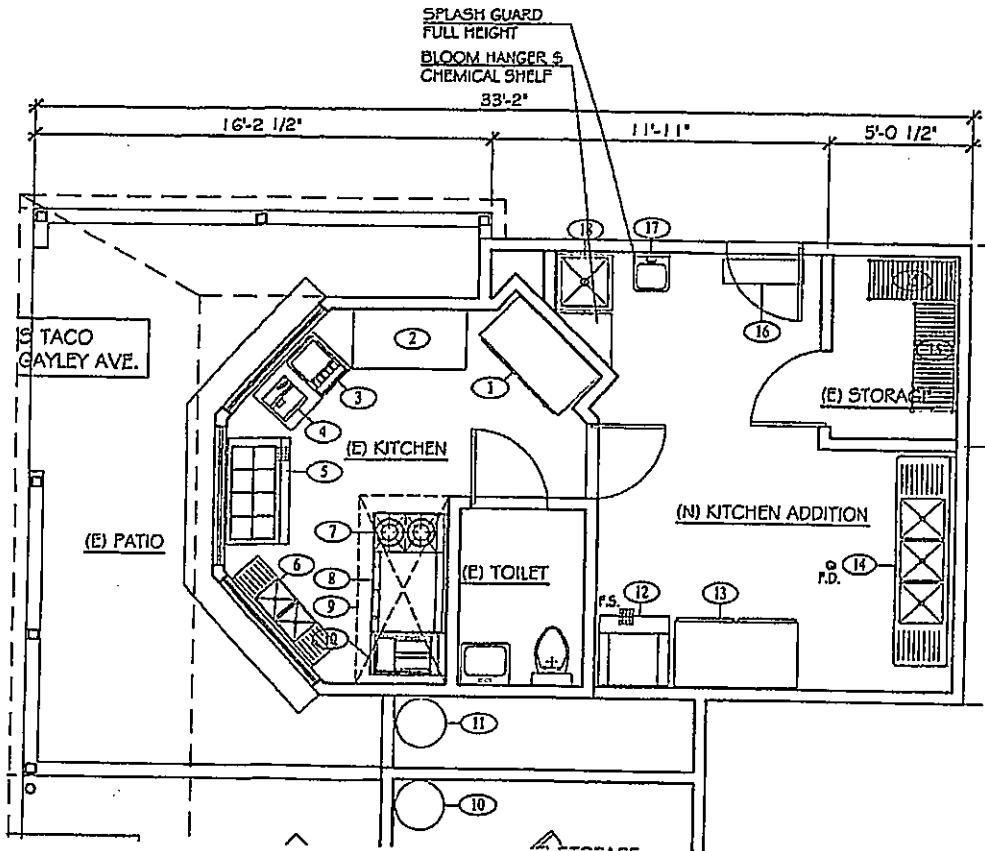 SPLASH GUARD
FULL HEIGHT
BLOOM HANGER $
CHEMICAL SHELF
33'-2"
16'-2 1/2"
11'-11"
5'-0 1/2"
18
17
S TACO
GAYLEY AVE.
2
1
16
15
3
4
(E) STORAGE
(E) KITCHEN
5
(N) KITCHEN ADDITION
7
(E) PATIO
6
8
(E) TOILET
F.D.
14
9
F.S.
12
13
10
11
10